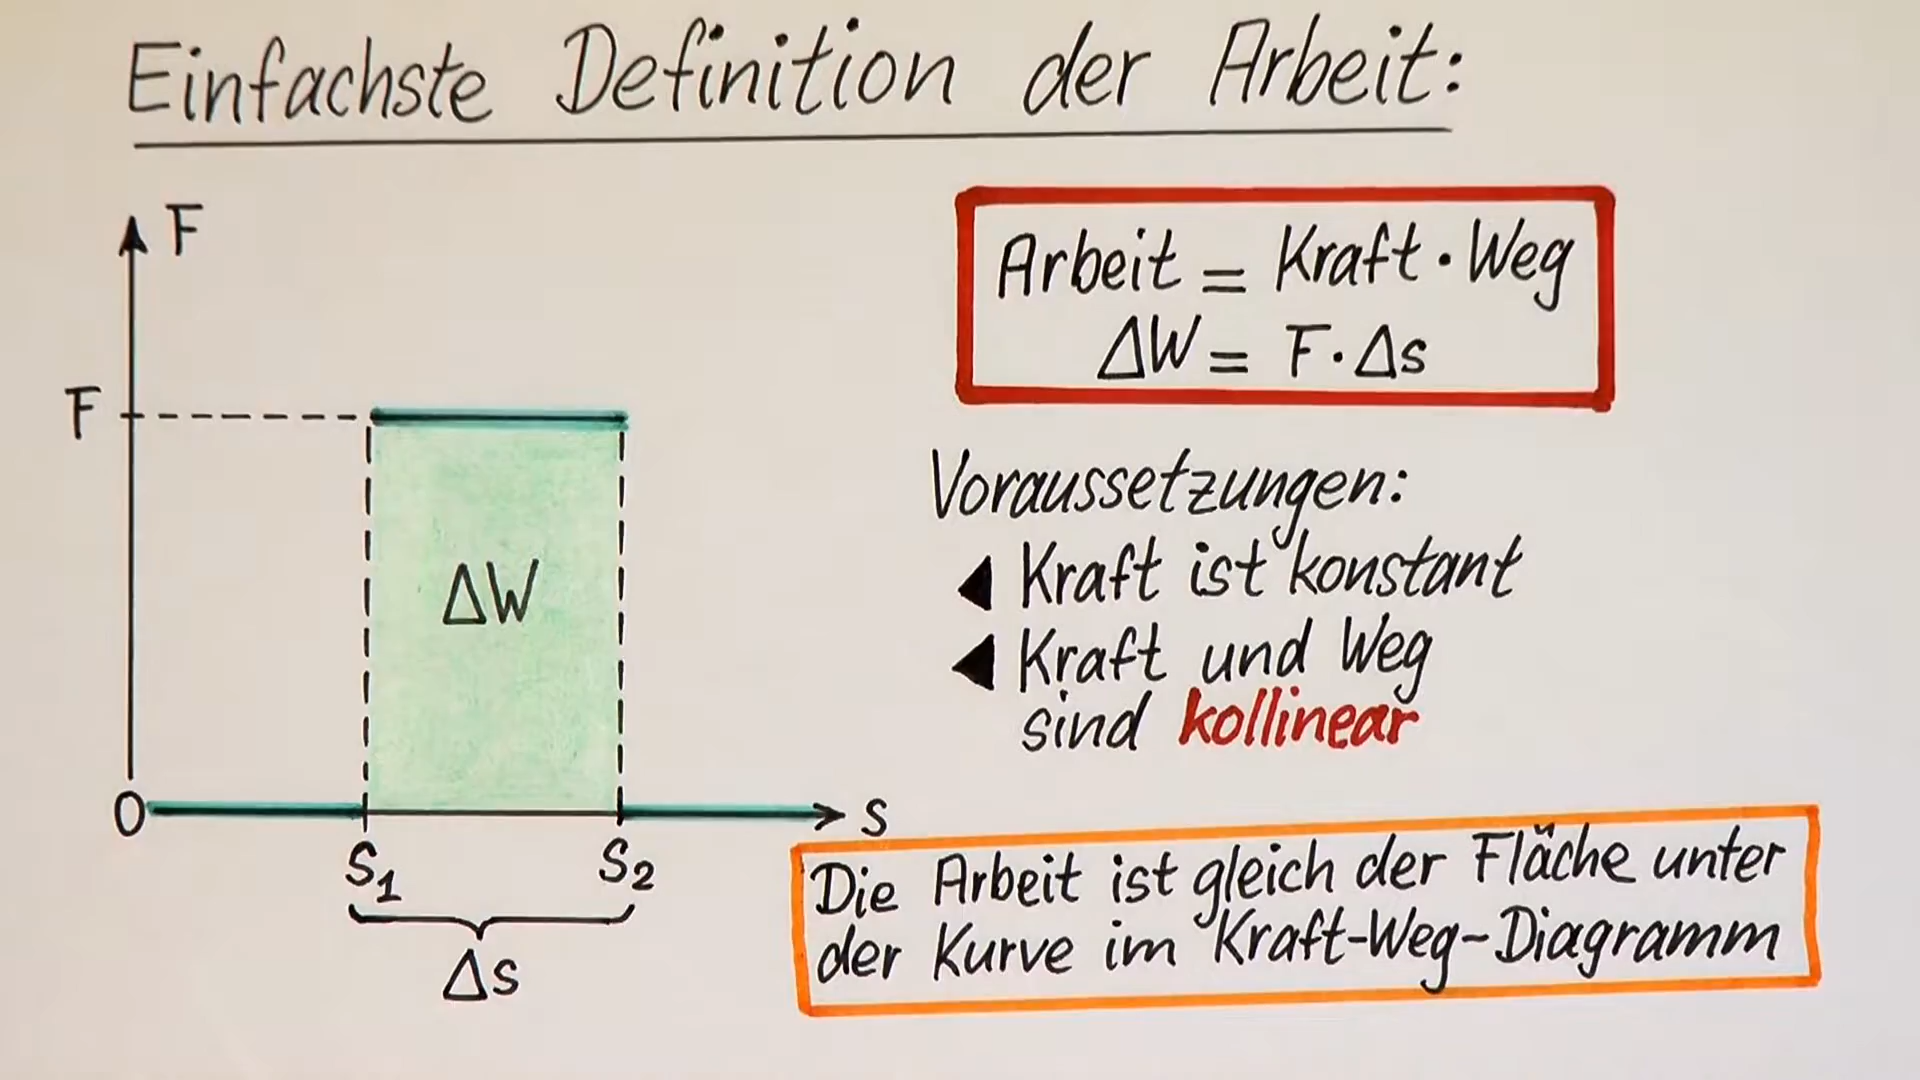 Einfachste Definition der Arbeit:
F
F
ΔW
0
s
S₁
S₂
Δs
Arbeit = Kraft · Weg
ΔW = F · Δs
Voraussetzungen:
◀ Kraft ist konstant
◀ Kraft und Weg
sind kollinear
Die Arbeit ist gleich der Fläche unter
der Kurve im Kraft-Weg-Diagramm